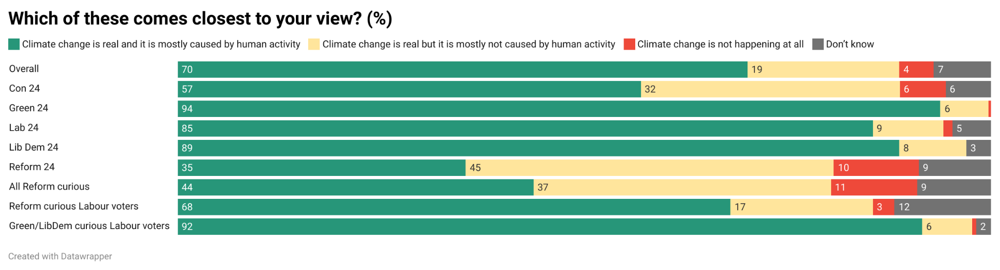 Which of these comes closest to your view? (%)
Climate change is real and it is mostly caused by human activity Climate change is real but it is mostly not caused by human activity Climate change is not happening at all Don’t know
Overall 70 19 4 7
Con 24 57 32 6 6
Green 24 94 6
Lab 24 85 9 5
Lib Dem 24 89 8 3
Reform 24 35 45 10 9
All Reform curious 44 37 11 9
Reform curious Labour voters 68 17 3 12
Green/LibDem curious Labour voters 92 6 2
Created with Datawrapper